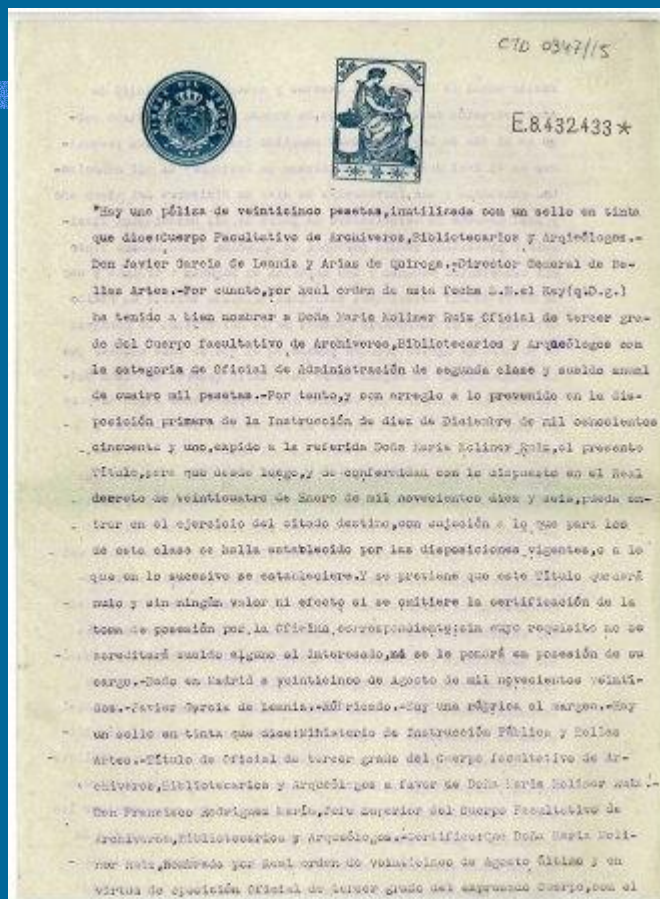 CTD 0347/15
E.8.432.433*
"Hay una póliza de veinticinco pesetas,inutilizada con un sello en tinta
que dice:Cuerpo Facultativo de Archiveros,Bibliotecarios y Arqieólogos.-
Don Javier García de Leaniz y Arias de Quiroga.-Director General de Be-
llas Artes.-Por cuanto,por Real orden de esta fecha S.M.el Rey(q.D.g.)
ha tenido a bien nombrar a Doña María Moliner Ruiz Oficial de tercer gra-
do del Cuerpo facultativo de Archiveros,Bibliotecarios y Arqueólogos con
la categoría de Oficial de Administración de segunda clase y sueldo anual
de cuatro mil pesetas.-Por tanto,y con arreglo a lo prevenido en la dis-
posición primera de la Instrucción de diez de Diciembre de mil ochocientos
cincuenta y uno,expido a la referida Doña María Moliner Ruiz,el presente
Título,para que desde luego,y de conformidad con lo dispuesto en el Real
decreto de veinticuatro de Enero de mil novecientos diez y seis,pueda en-
trar en el ejercicio del citado destino,con sujeción a lo que para los
de esta clase se halla establecido por las disposiciones vigentes,o a lo
que en lo sucesivo se estableciere.Y se previene que este Título quedará
nulo y sin ningún valor ni efecto si se omitiere la certificación de la
toma de posesión por la Oficina correspondiente;sin cuyo requisito no se
acreditará sueldo alguno al interesado,ni se le pondrá en posesión de su
cargo.-Dado en Madrid a veinticinco de Agosto de mil novecientos veinti-
dos.-Javier García de Leaniz.-Rúbricado.-Hay una rúbrica al margen.-Hay
un sello en tinta que dice:Ministerio de Instrucción Pública y Bellas
Artes.-Título de Oficial de tercer grado del Cuerpo facultativo de Ar-
chiveros,Bibliotecarios y Arqueólogos a favor de Doña María Moliner Ruiz.-
Don Francisco Rodríguez Marín,Jefe Superior del Cuerpo Facultativo de
Archiveros,Bibliotecarios y Arqueólogos.-Certifico:Que Doña María Moli-
ner Ruiz,Nombrada por Real orden de veinticinco de Agosto último y en
virtud de oposición Oficial de tercer grado del expresado Cuerpo,con el